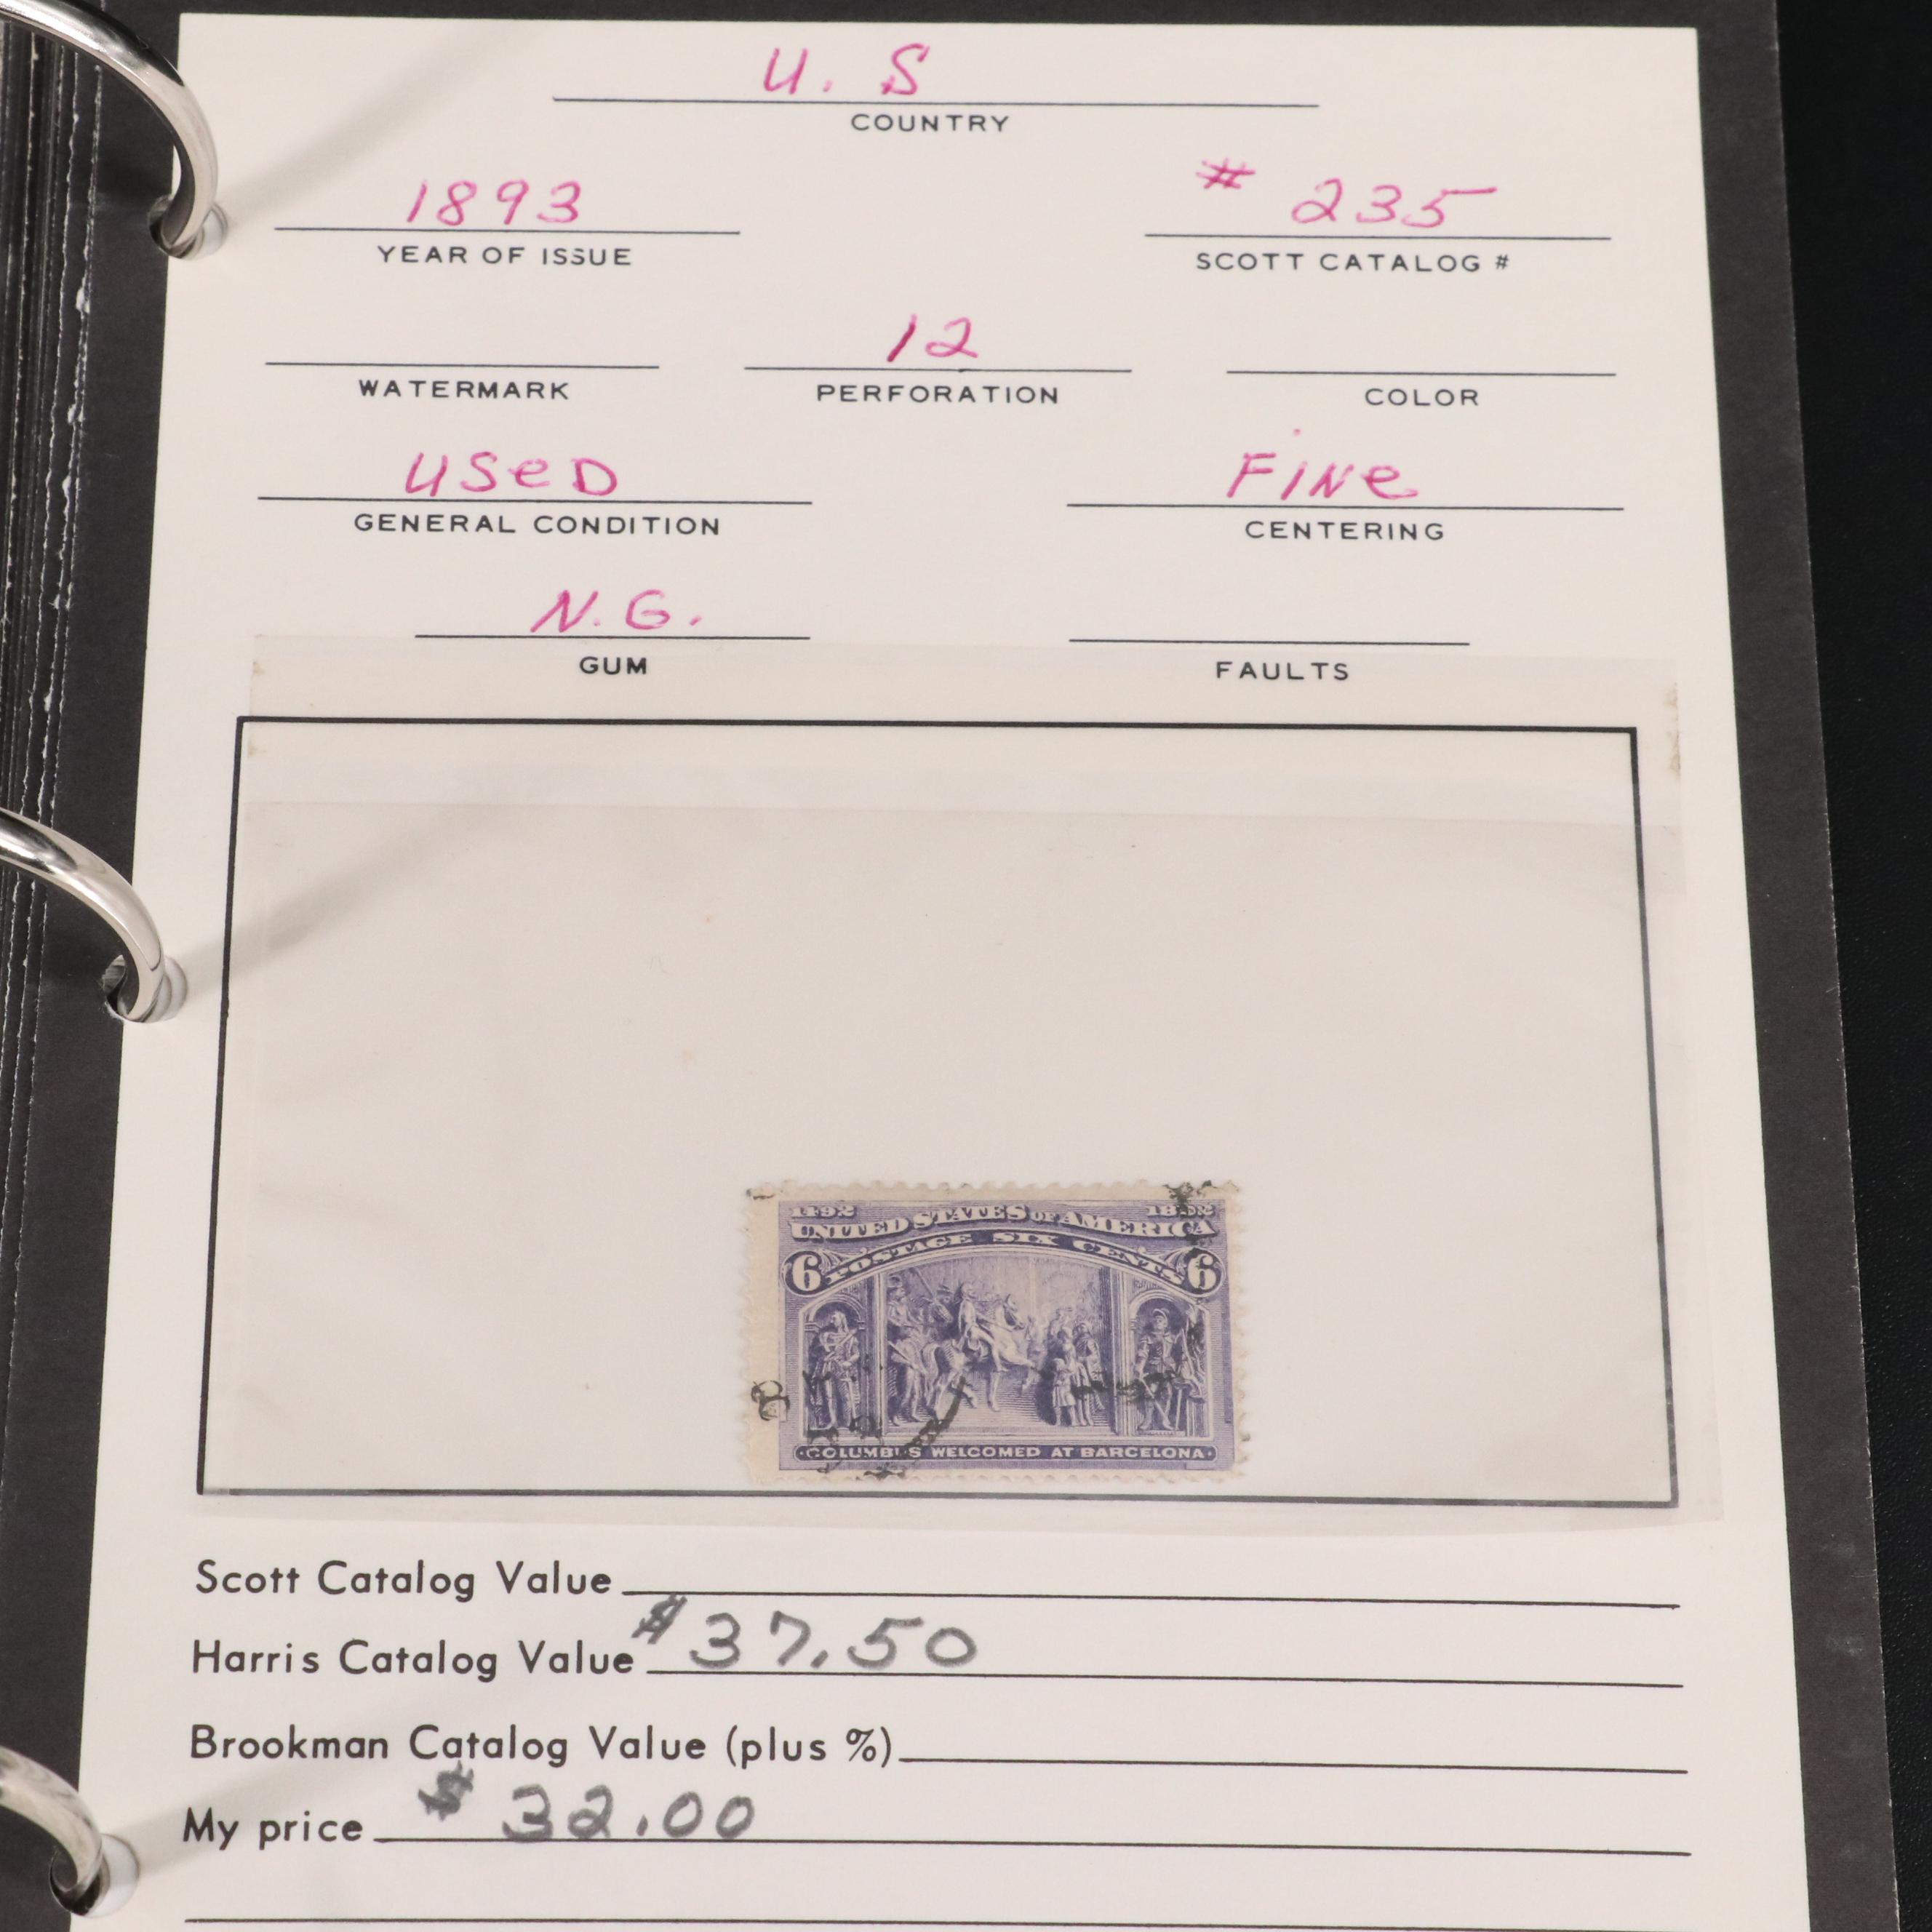 U. S
COUNTRY
1893 # 235
YEAR OF ISSUE SCOTT CATALOG #
12
WATERMARK PERFORATION COLOR
USeD FiNe
GENERAL CONDITION CENTERING
N.G.
GUM FAULTS
1492
UNITED STATES OF AMERICA
POSTAGE SIX CENTS
6 6
COLUMBUS WELCOMED AT BARCELONA
Scott Catalog Value
Harris Catalog Value $37.50
Brookman Catalog Value (plus %)
My price $ 32.00